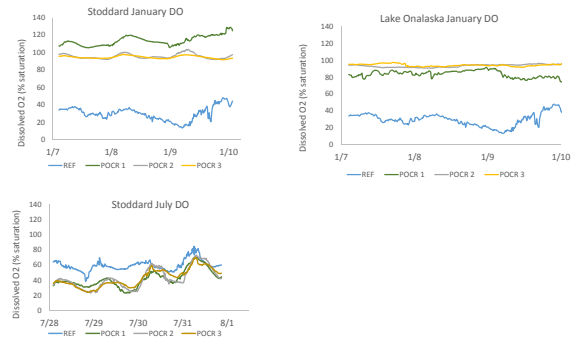 Stoddard January DO
Dissolved O2 (% saturation)
140
120
100
80
60
40
20
0
1/7 1/8 1/9 1/10
REF POCR 1 POCR 2 POCR 3
Lake Onalaska January DO
Dissolved O2 (% saturation)
140
120
100
80
60
40
20
0
1/7 1/8 1/9 1/10
REF POCR 1 POCR 2 POCR 3
Stoddard July DO
Dissolved O2 (% saturation)
140
120
100
80
60
40
20
0
7/28 7/29 7/30 7/31 8/1
REF POCR 1 POCR 2 POCR 3